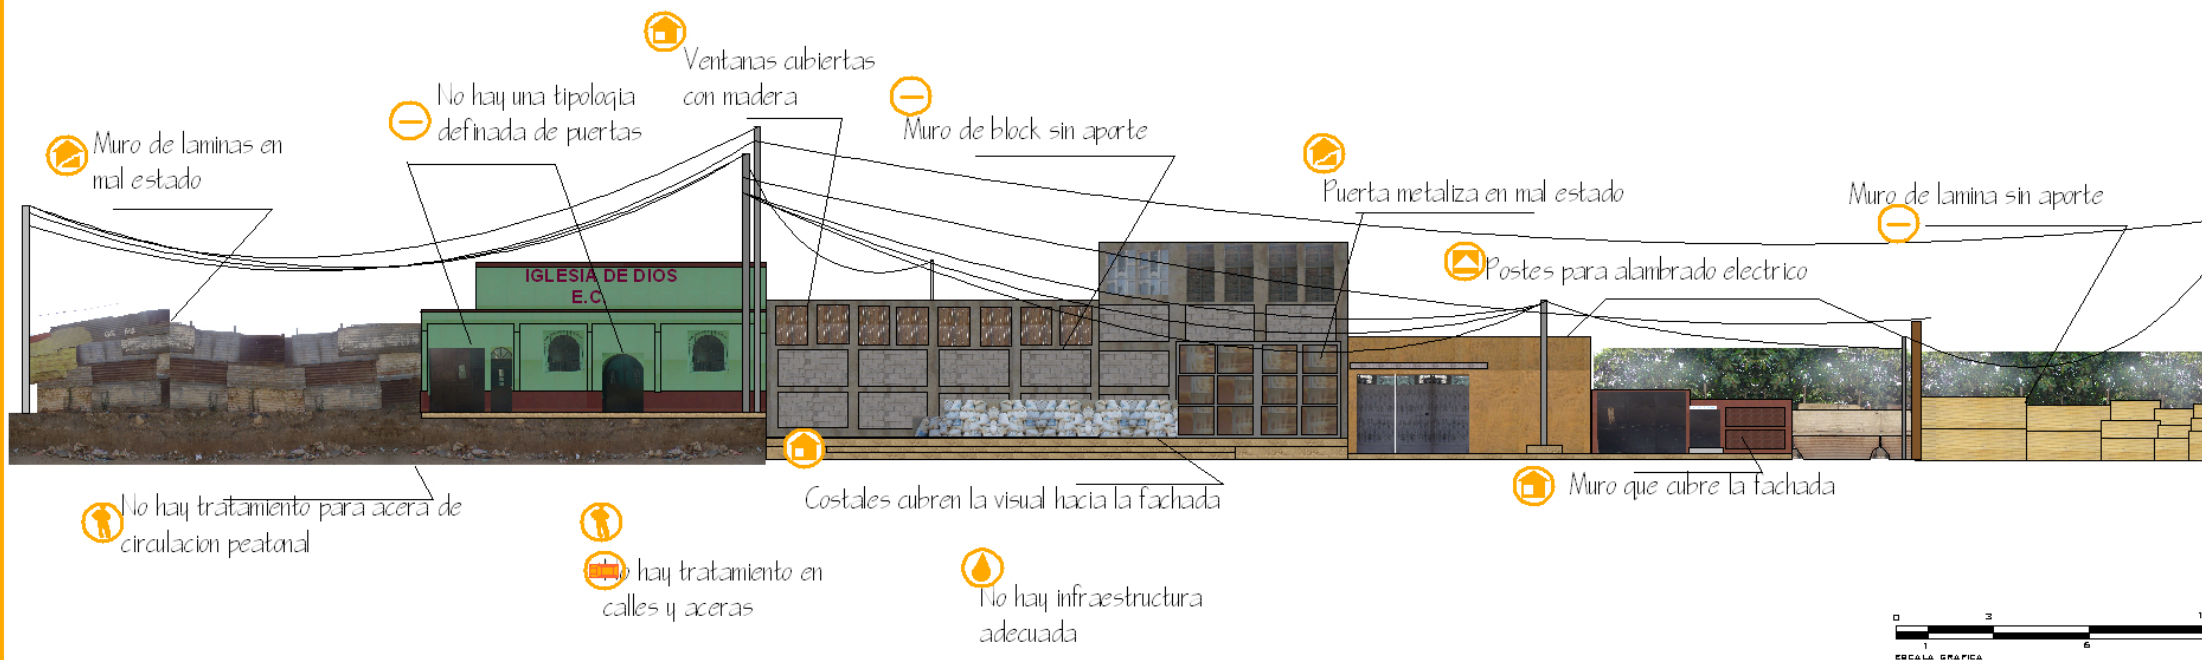 Ventanas cubiertas
con madera
No hay una tipologia
definada de puertas
Muro de block sin aporte
Muro de laminas en
mal estado
Puerta metaliza en mal estado
Muro de lamina sin aporte
Postes para alambrado electrico
IGLESIA DE DIOS
E.C.
No hay tratamiento para acera de
circulacion peatonal
Costales cubren la visual hacia la fachada
Muro que cubre la fachada
No hay tratamiento en
calles y aceras
No hay infraestructura
adecuada
0 3 1
1 6
ESCALA GRAFICA